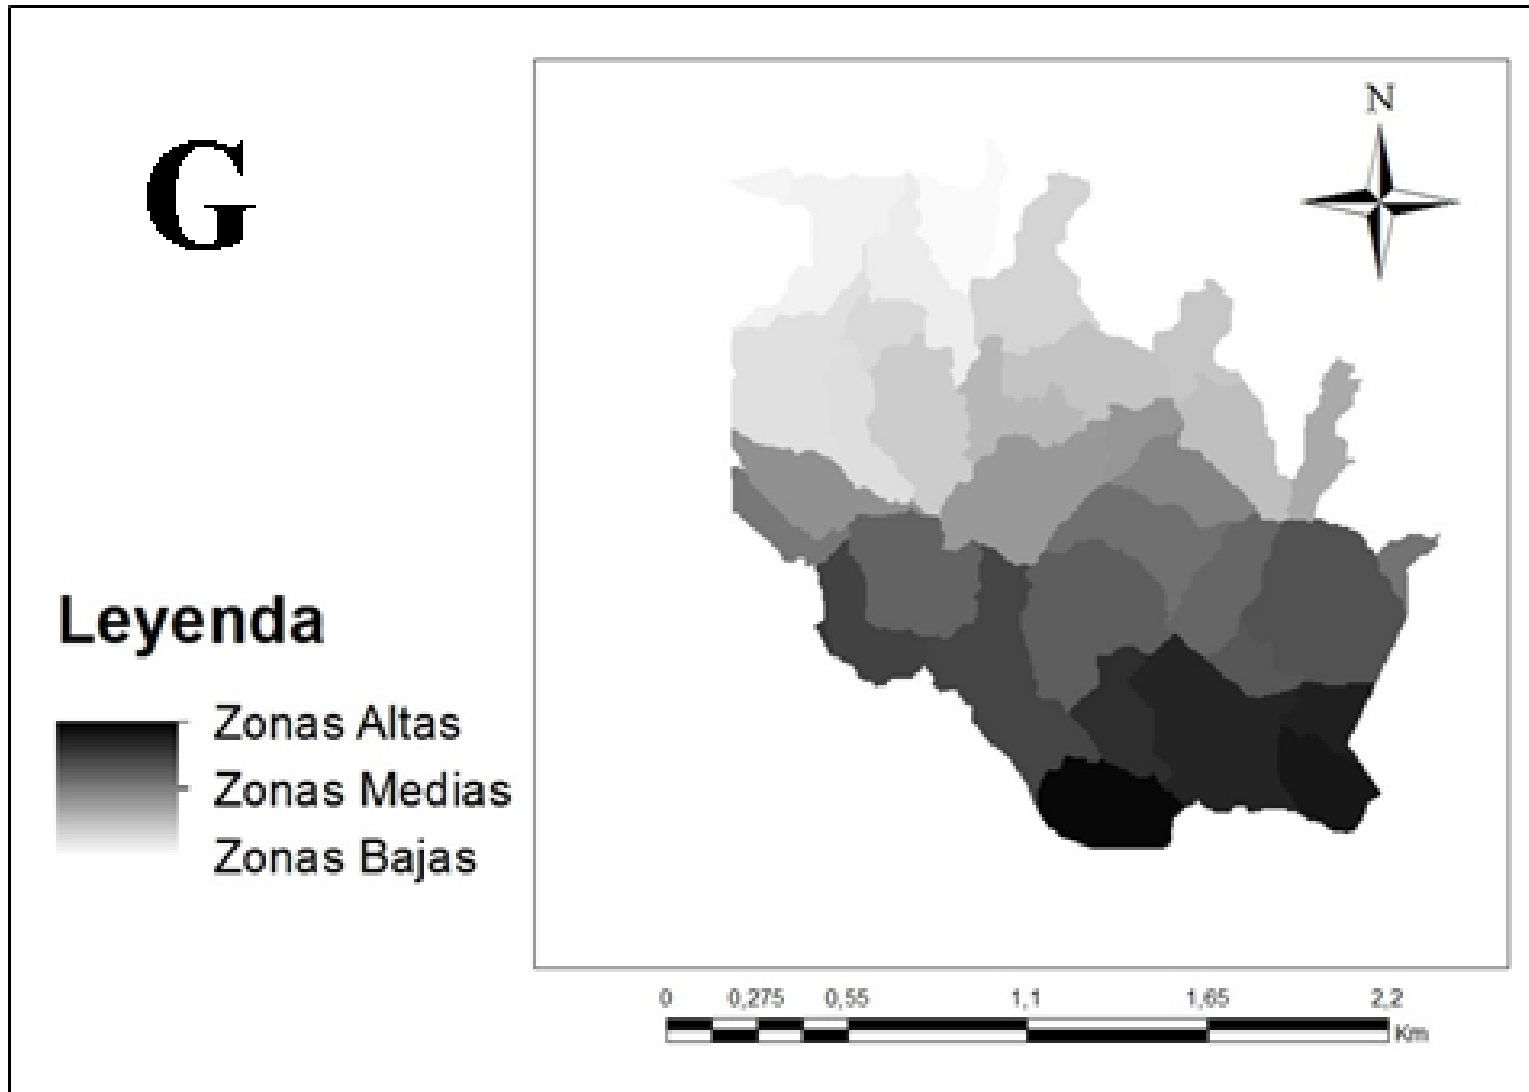 G
N
Leyenda
Zonas Altas
Zonas Medias
Zonas Bajas
0 0,275 0,55 1,1 1,65 2,2
Km